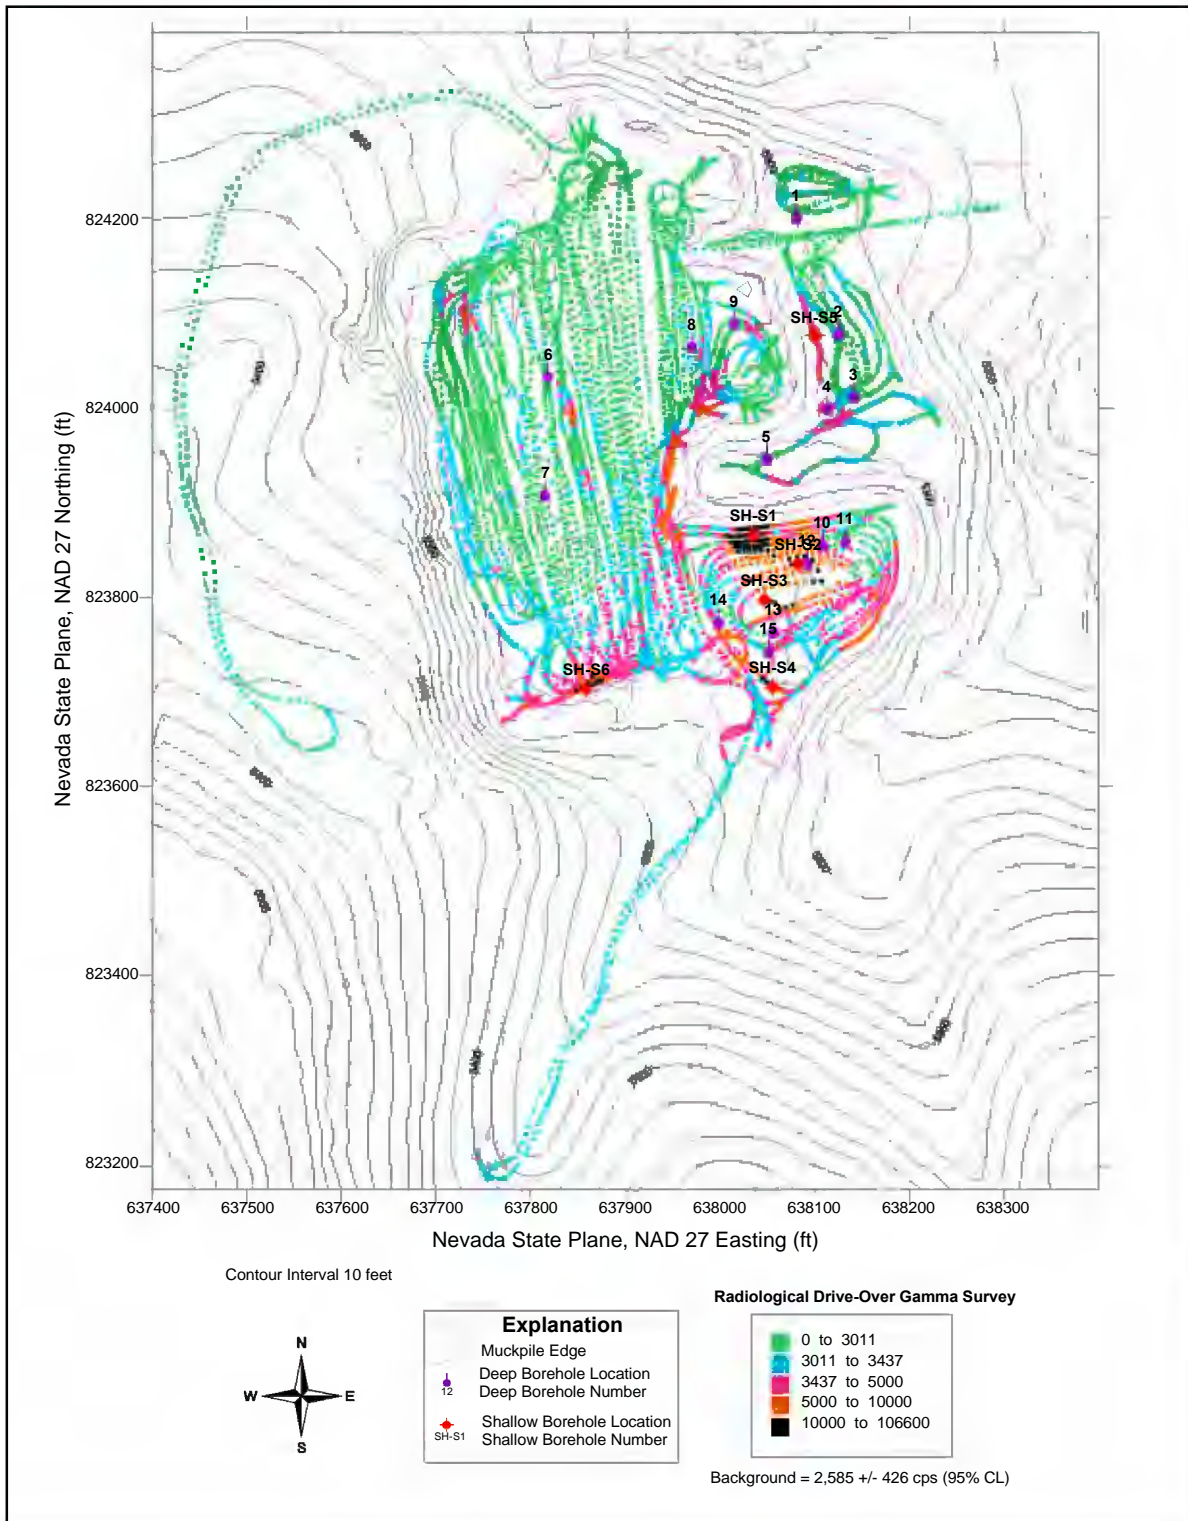 1
824200
9
SH-S5
2
8
6
3
4
824000
Nevada State Plane, NAD 27 Northing (ft)
5
7
SH-S1
10
11
SH-S2
12
SH-S3
823800
14
13
15
SH-S4
SH-S6
823600
823400
823200
637400
637500
637600
637700
637800
637900
638000
638100
638200
638300
Nevada State Plane, NAD 27 Easting (ft)
Contour Interval 10 feet
N
W
E
S
Explanation
Muckpile Edge
Deep Borehole Location
12
Deep Borehole Number
Shallow Borehole Location
SH-S1
Shallow Borehole Number
Radiological Drive-Over Gamma Survey
0 to 3011
3011 to 3437
3437 to 5000
5000 to 10000
10000 to 106600
Background = 2,585 +/- 426 cps (95% CL)